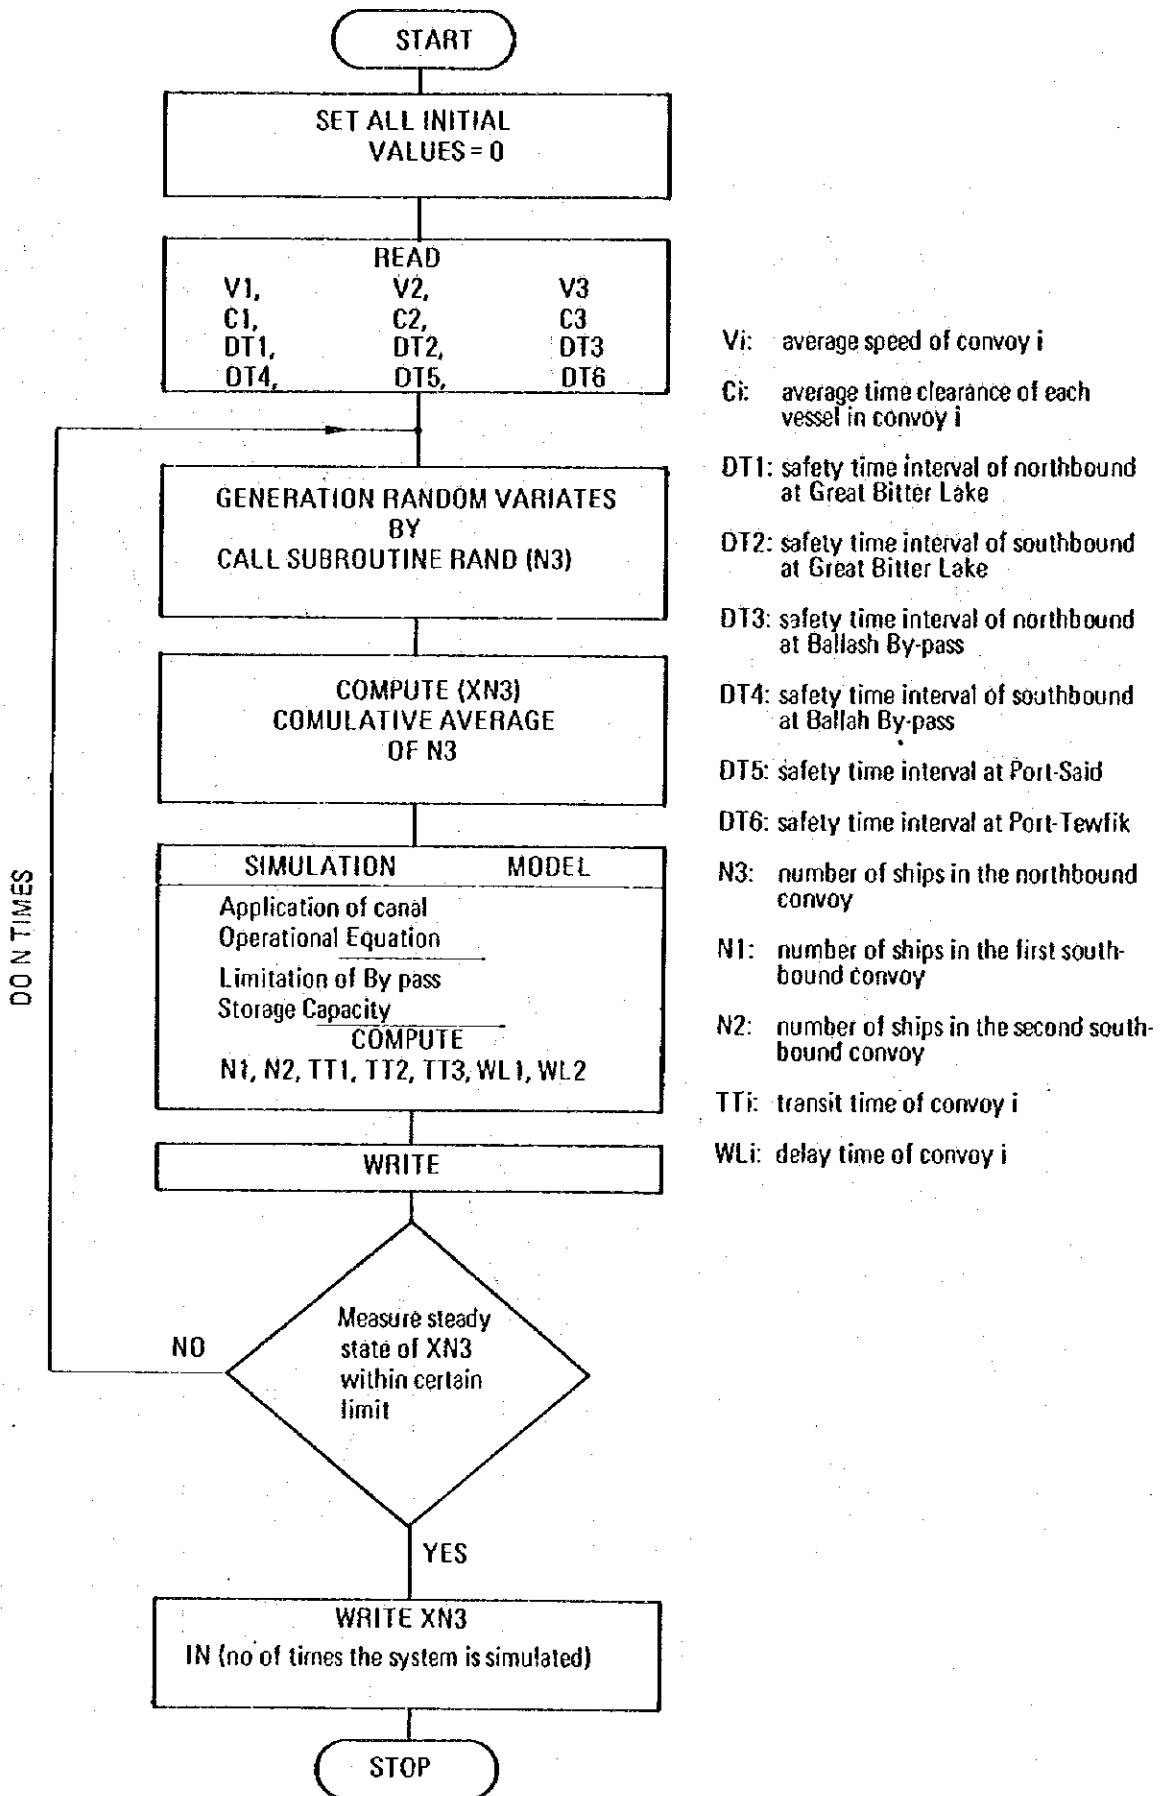 START
SET ALL INITIAL
VALUES = 0
READ
V1, V2, V3
C1, C2, C3
DT1, DT2, DT3
DT4, DT5, DT6
GENERATION RANDOM VARIATES
BY
CALL SUBROUTINE RAND (N3)
COMPUTE (XN3)
COMULATIVE AVERAGE
OF N3
SIMULATION MODEL
Application of canal
Operational Equation
Limitation of By pass
Storage Capacity
COMPUTE
N1, N2, TT1, TT2, TT3, WL1, WL2
WRITE
Measure steady
state of XN3
within certain
limit
NO
DO N TIMES
YES
WRITE XN3
IN (no of times the system is simulated)
STOP
Vi: average speed of convoy i
Ci: average time clearance of each
vessel in convoy i
DT1: safety time interval of northbound
at Great Bitter Lake
DT2: safety time interval of southbound
at Great Bitter Lake
DT3: safety time interval of northbound
at Ballash By-pass
DT4: safety time interval of southbound
at Ballah By-pass
DT5: safety time interval at Port-Said
DT6: safety time interval at Port-Tewfik
N3: number of ships in the northbound
convoy
N1: number of ships in the first south-
bound convoy
N2: number of ships in the second south-
bound convoy
TTi: transit time of convoy i
WLi: delay time of convoy i